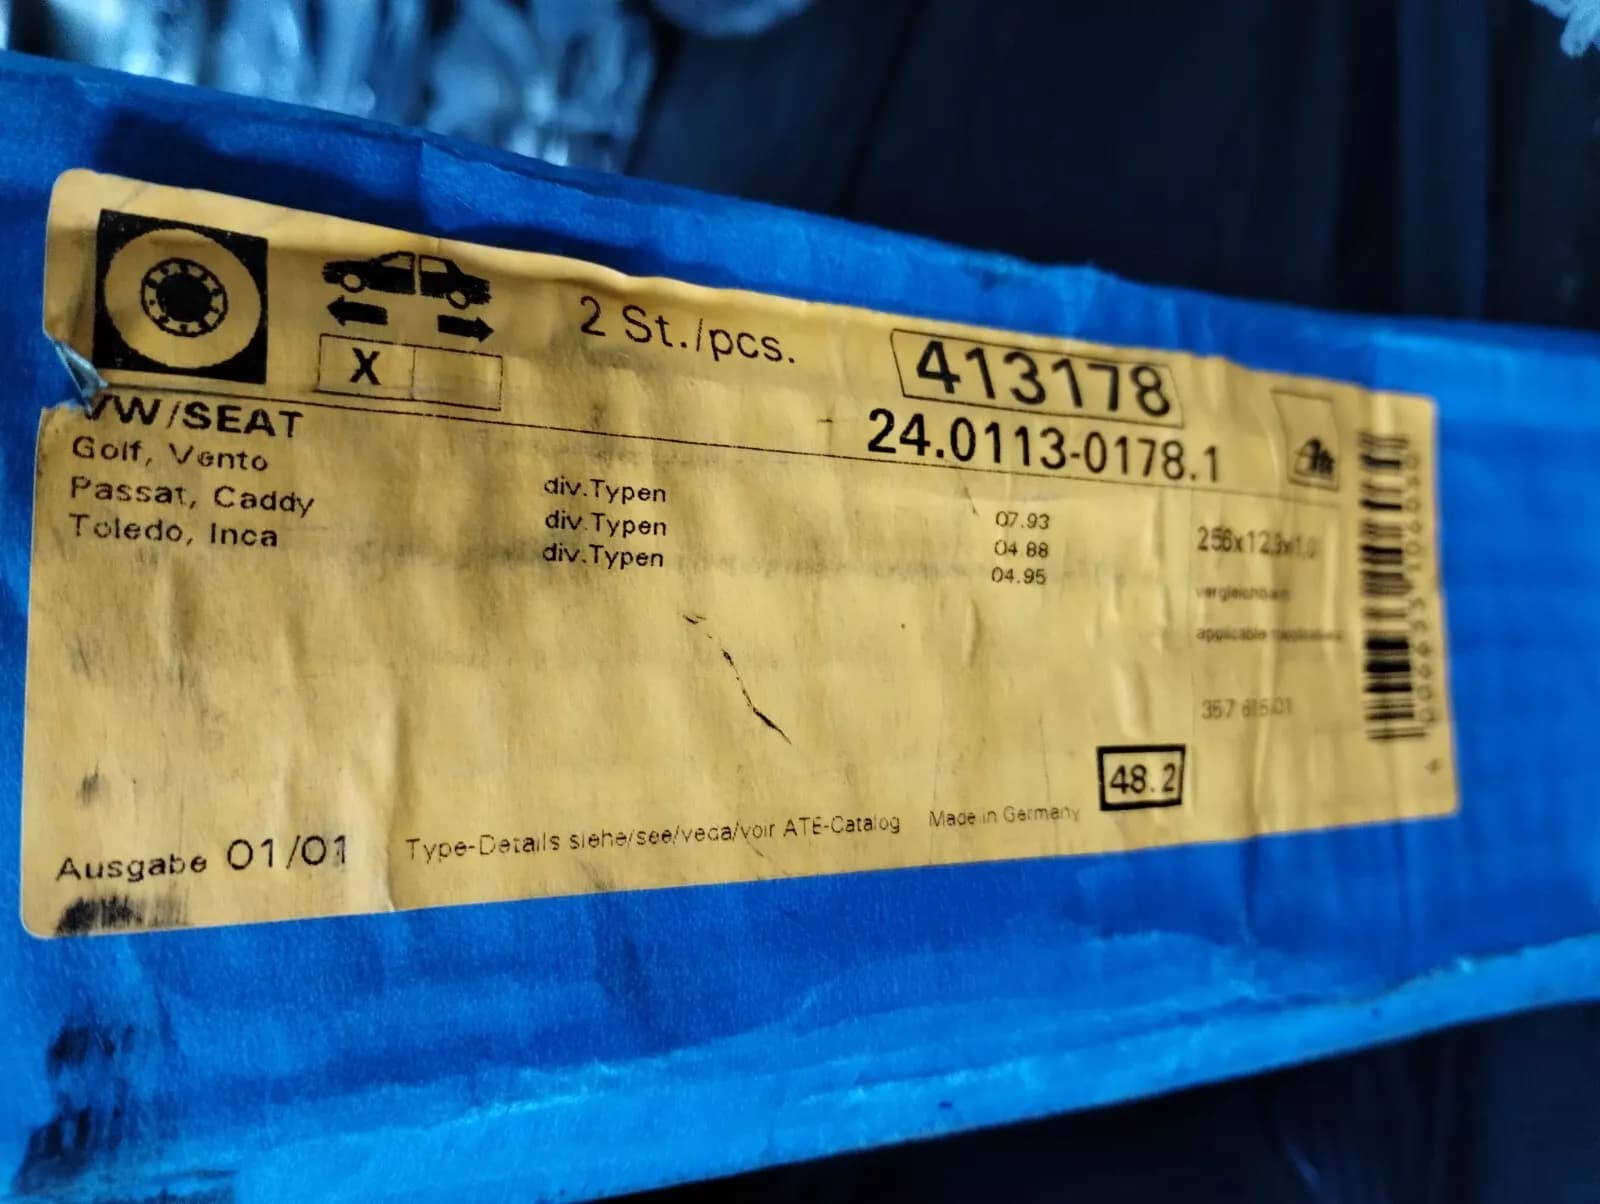 X
2 St./pcs.
413178
24.0113-0178.1
VW/SEAT
Golf, Vento div.Typen 07.93
Passat, Caddy div.Typen 04.88
Toledo, Inca div.Typen 04.95
vergleichbar
applicable
48.2
Ausgabe 01/01 Type-Details siehe/see/veda/voir ATE-Catalog Made in Germany